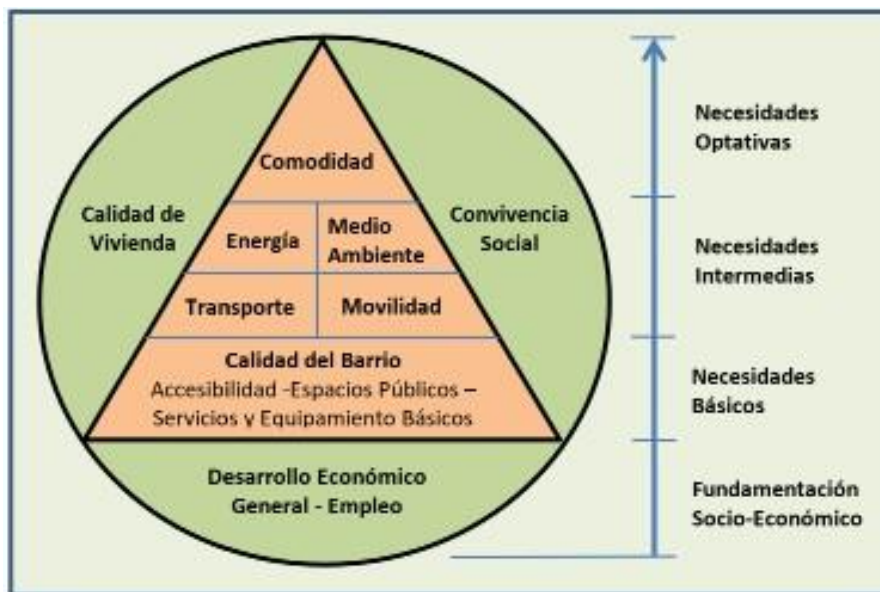 Comodidad
Calidad de
Vivienda
Energía
Medio
Ambiente
Convivencia
Social
Transporte
Movilidad
Calidad del Barrio
Accesibilidad -Espacios Públicos –
Servicios y Equipamiento Básicos
Desarrollo Económico
General - Empleo
Necesidades
Optativas
Necesidades
Intermedias
Necesidades
Básicos
Fundamentación
Socio-Económico